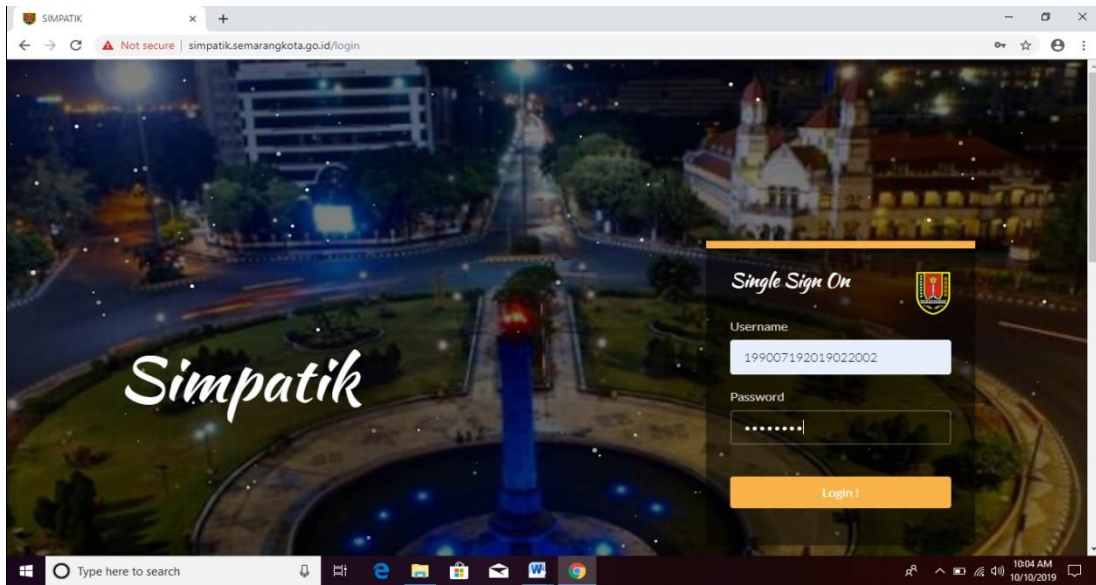 SIMPATIK
Not secure | simpatik.semarangkota.go.id/login
Single Sign On
Username
199007192019022002
Simpatik
Password
••••••••
Login !
Type here to search
10:04 AM
10/10/2019